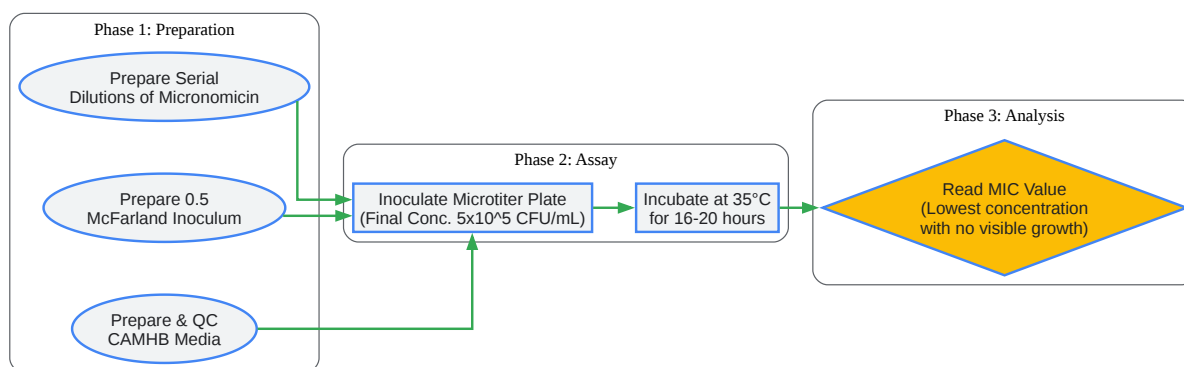 Phase 1: Preparation
Prepare Serial
Dilutions of Micronomicin
Prepare 0.5
McFarland Inoculum
Prepare & QC
CAMHB Media
Phase 2: Assay
Inoculate Microtiter Plate
(Final Conc. 5x10^5 CFU/mL)
Incubate at 35°C
for 16-20 hours
Phase 3: Analysis
Read MIC Value
(Lowest concentration
with no visible growth)